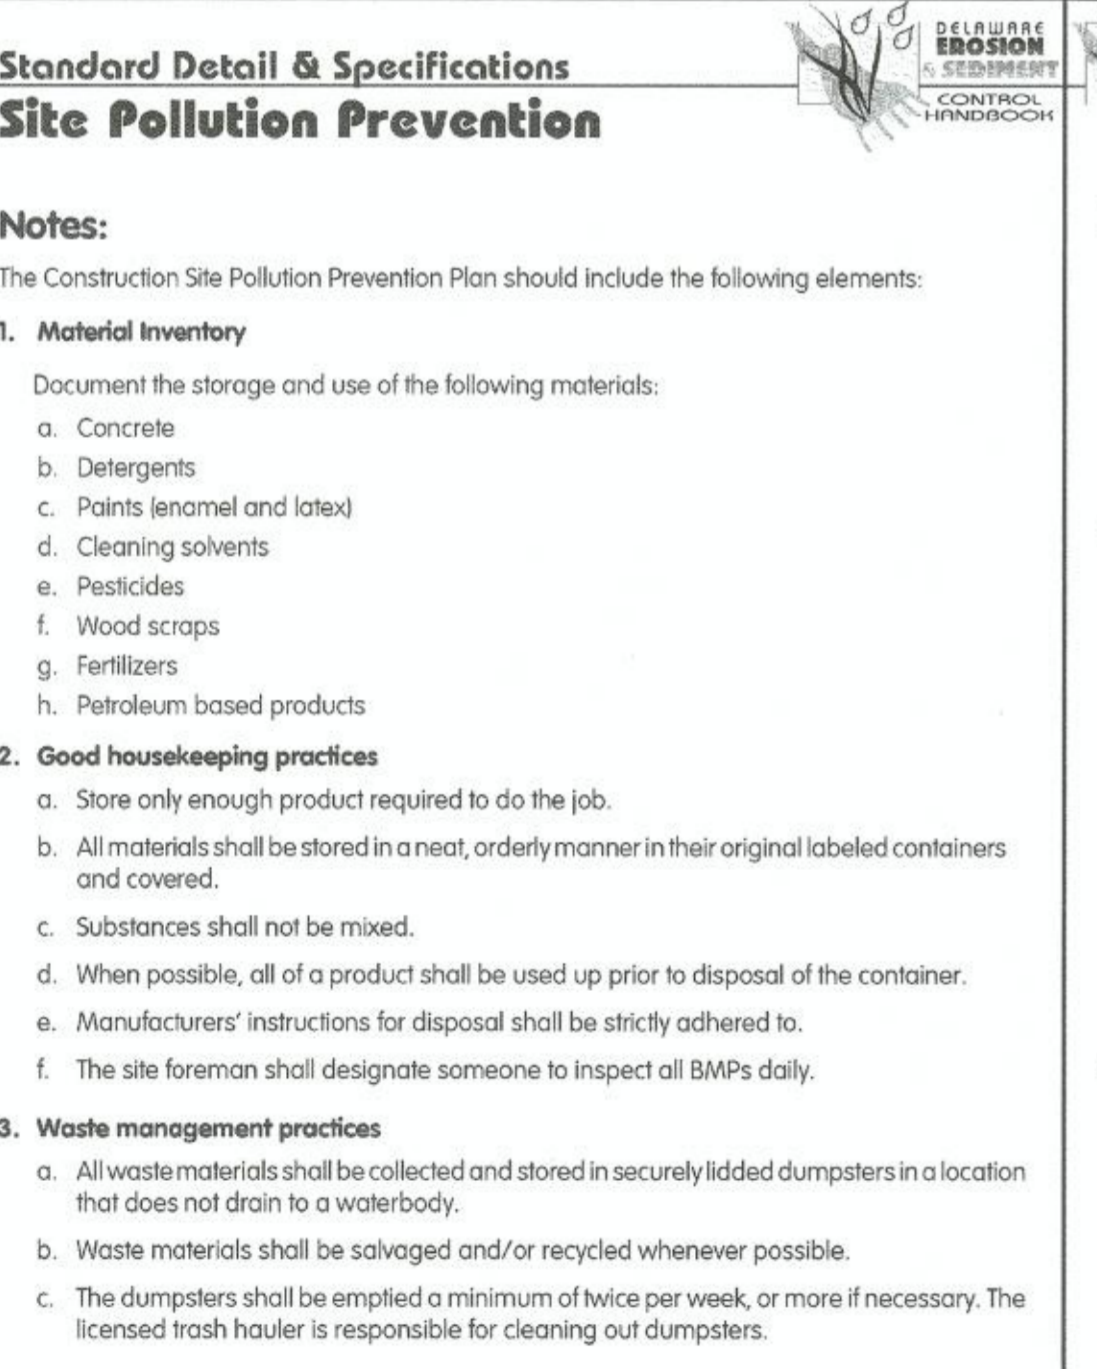 Standard Detail & Specifications
Site Pollution Prevention
DELAWARE
EROSION
& SEDIMENT
CONTROL
HANDBOOK
Notes:
The Construction Site Pollution Prevention Plan should include the following elements:
1. Material Inventory
Document the storage and use of the following materials:
a. Concrete
b. Detergents
c. Paints (enamel and latex)
d. Cleaning solvents
e. Pesticides
f. Wood scraps
g. Fertilizers
h. Petroleum based products
2. Good housekeeping practices
a. Store only enough product required to do the job.
b. All materials shall be stored in a neat, orderly manner in their original labeled containers
and covered.
c. Substances shall not be mixed.
d. When possible, all of a product shall be used up prior to disposal of the container.
e. Manufacturers' instructions for disposal shall be strictly adhered to.
f. The site foreman shall designate someone to inspect all BMPs daily.
3. Waste management practices
a. All waste materials shall be collected and stored in securely lidded dumpsters in a location
that does not drain to a waterbody.
b. Waste materials shall be salvaged and/or recycled whenever possible.
c. The dumpsters shall be emptied a minimum of twice per week, or more if necessary. The
licensed trash hauler is responsible for cleaning out dumpsters.